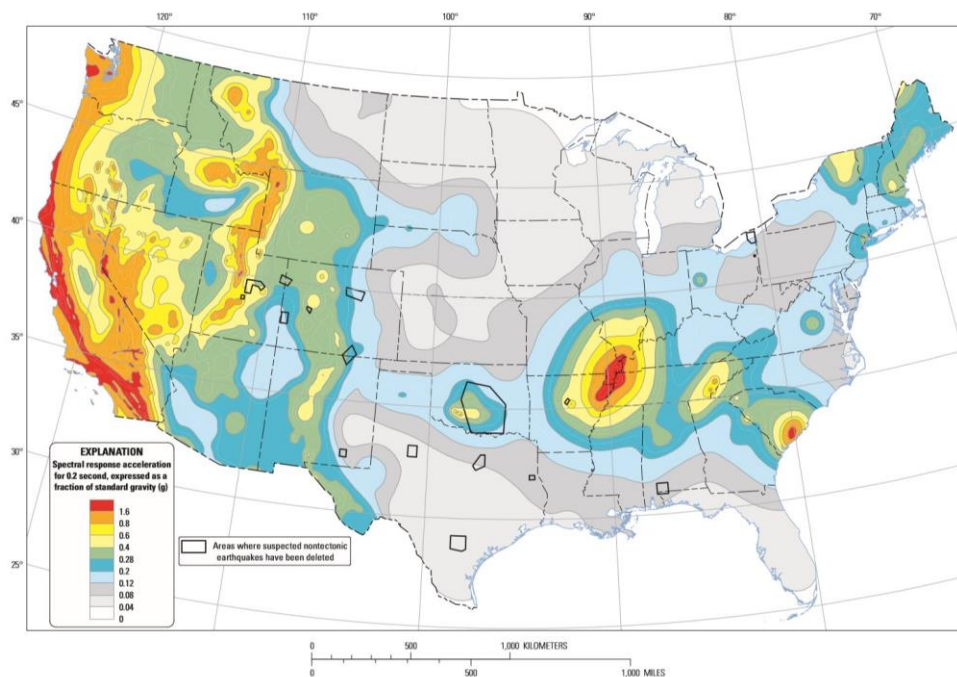 120°
110°
100°
90°
80°
70°
45°
40°
35°
30°
25°
EXPLANATION
Spectral response acceleration
for 0.2 second, expressed as a
fraction of standard gravity (g)
1.6
0.8
0.6
0.4
0.28
0.2
0.12
0.08
0.04
0
Areas where suspected nontectonic
earthquakes have been deleted
0 500 1,000 KILOMETERS
0 500 1,000 MILES